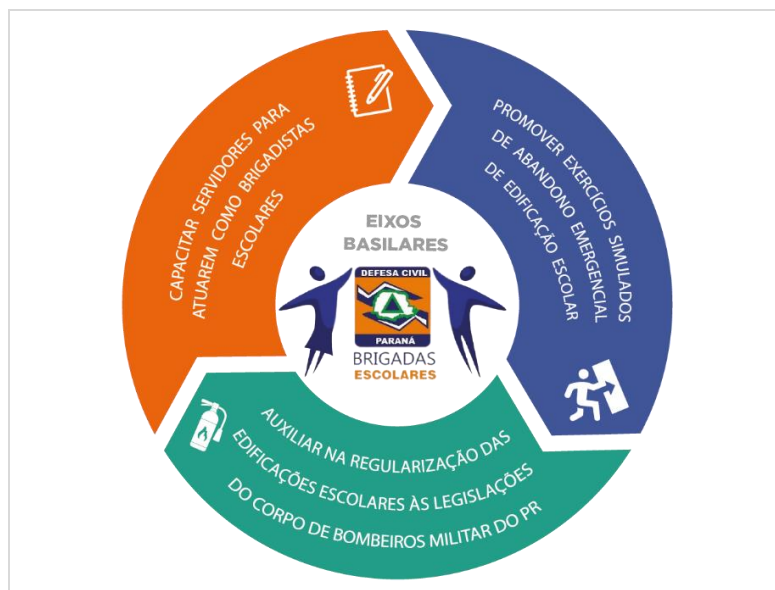 CAPACITAR SERVIDORES PARA
ATUAREM COMO BRIGADISTAS
ESCOLARES
PROMOVER EXERCÍCIOS SIMULADOS
DE ABANDONO EMERGENCIAL
DE EDIFICAÇÃO ESCOLAR
EIXOS
BASILARES
DEFESA CIVIL
PARANÁ
BRIGADAS
ESCOLARES
AUXILIAR NA REGULARIZAÇÃO DAS
EDIFICAÇÕES ESCOLARES ÀS LEGISLAÇÕES
DO CORPO DE BOMBEIROS MILITAR DO PR